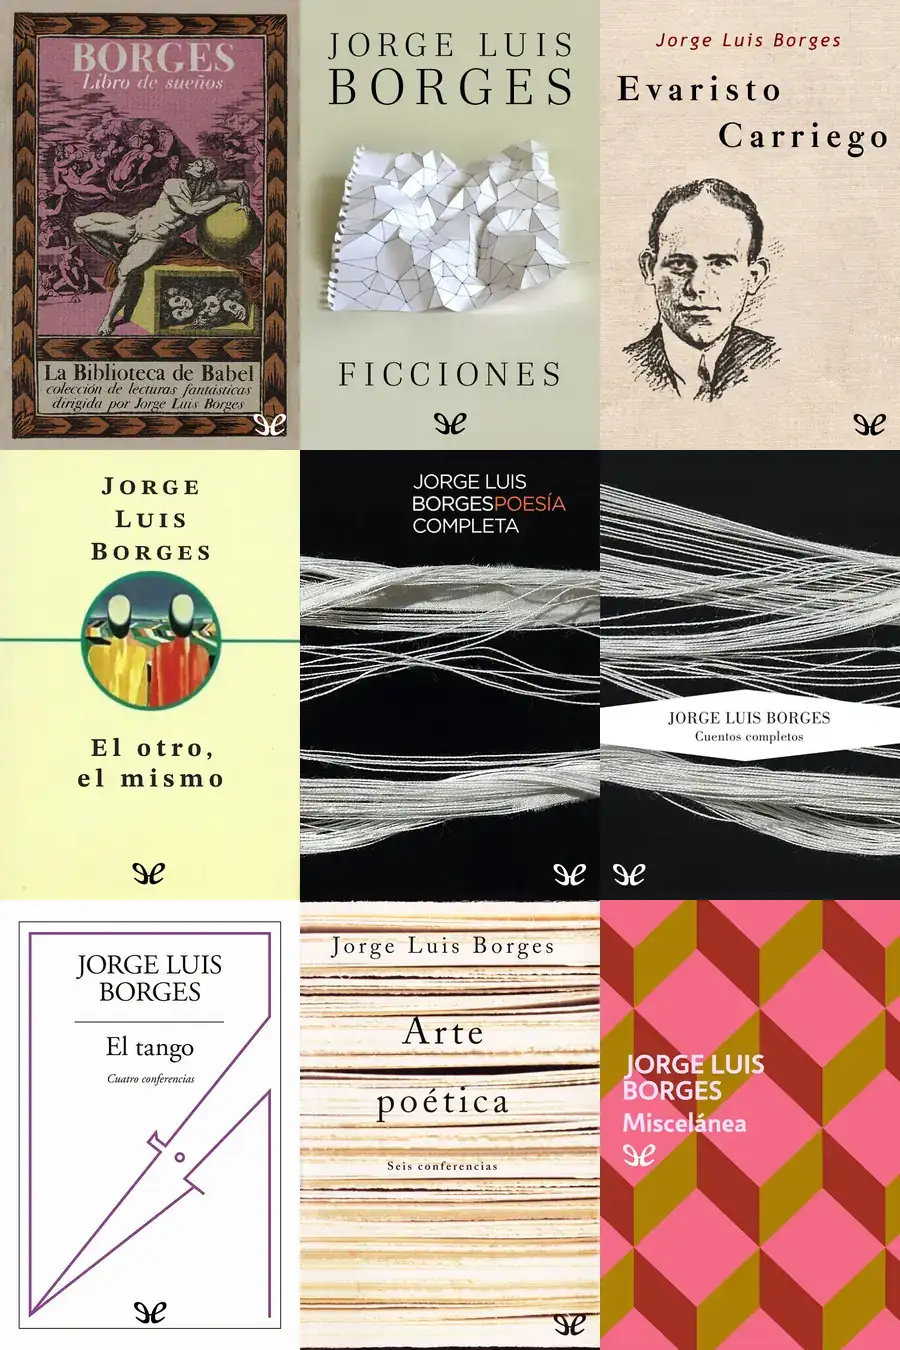 BORGES
Libro de sueños
La Biblioteca de Babel
colección de lecturas fantásticas
dirigida por Jorge Luis Borges
JORGE LUIS
BORGES
FICCIONES
Jorge Luis Borges
Evaristo
Carriego
JORGE
LUIS
BORGES
El otro,
el mismo
JORGE LUIS
BORGESPOESÍA
COMPLETA
JORGE LUIS BORGES
Cuentos completos
JORGE LUIS
BORGES
El tango
Cuatro conferencias
Jorge Luis Borges
Arte
poética
Seis conferencias
JORGE LUIS
BORGES
Miscelánea